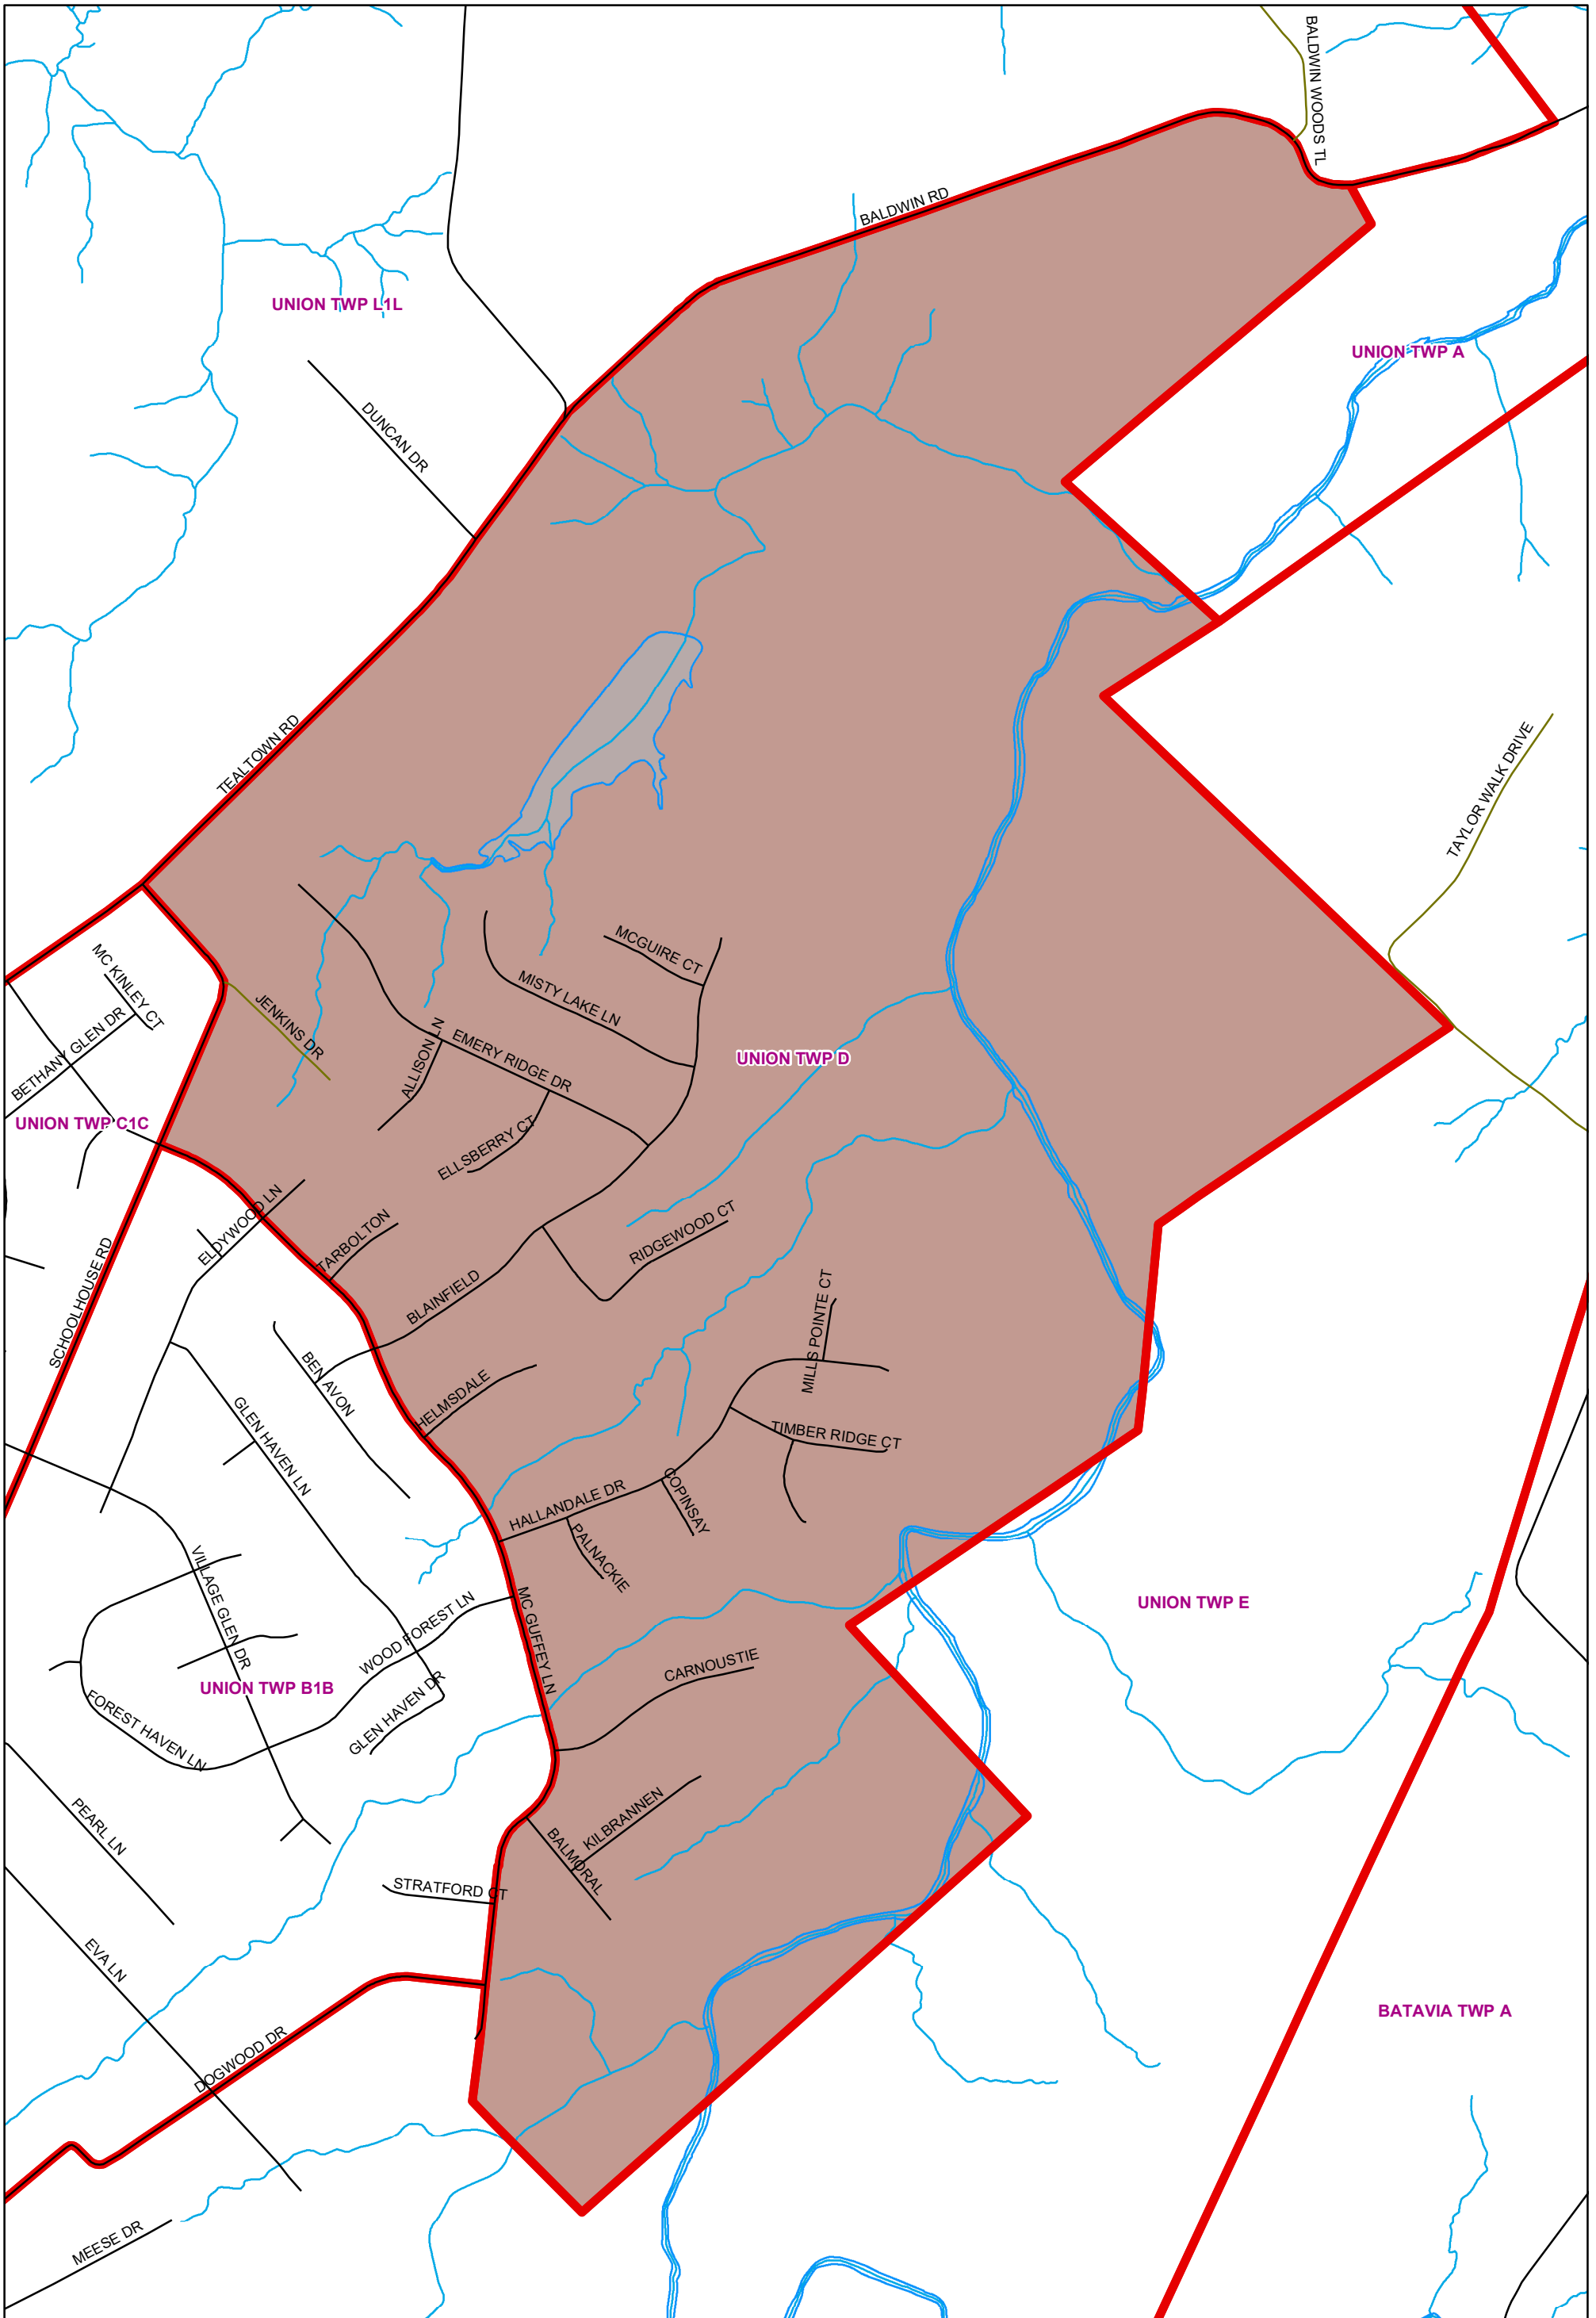 BALDWIN WOODS TL
BALDWIN RD
UNION TWP L1L
UNION TWP A
DUNCAN DR
TEALTOWN RD
TAYLOR WALK DRIVE
MC KINLEY CT
MCGUIRE CT
MISTY LAKE LN
JENKINS DR
BETHANY GLEN DR
ALLISON LN
EMERY RIDGE DR
UNION TWP D
UNION TWP C1C
ELLSBERRY CT
ELDYWOOD LN
TARBOLTON
RIDGEWOOD CT
SCHOOLHOUSE RD
BLAINFIELD
MILLS POINTE CT
BEN AVON
HELMSDALE
GLEN HAVEN LN
TIMBER RIDGE CT
HALLANDALE DR
COPINSAY
PALNACKIE
VILLAGE GLEN DR
MC GUFFEY LN
WOOD FOREST LN
UNION TWP E
CARNOUSTIE
UNION TWP B1B
FOREST HAVEN LN
GLEN HAVEN DR
PEARL LN
KILBRANNEN
BALMORAL
STRATFORD CT
EVA LN
BATAVIA TWP A
DOGWOOD DR
MEESE DR